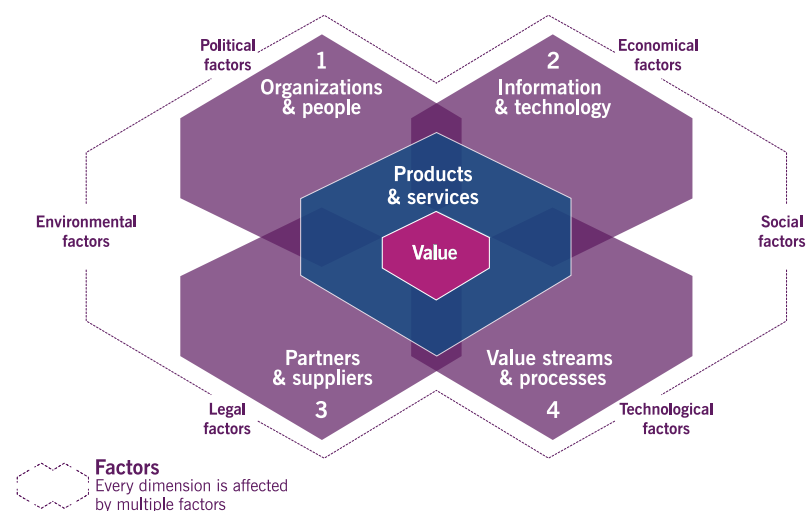 Political
factors
1
Organizations
& people
2
Information
& technology
Economical
factors
Products
& services
Environmental
factors
Value
Social
factors
Partners
& suppliers
3
Value streams
& processes
4
Legal
factors
Technological
factors
Factors
Every dimension is affected
by multiple factors